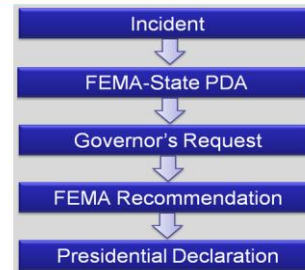 Incident
FEMA-State PDA
Governor's Request
FEMA Recommendation
Presidential Declaration